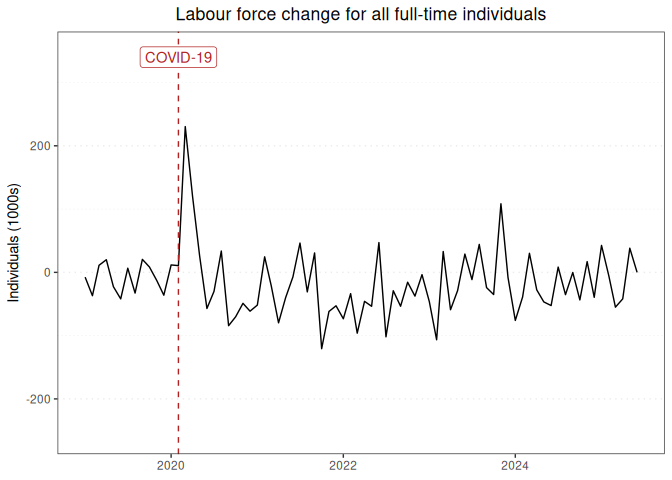 Labour force change for all full-time individuals
COVID-19
Individuals (1000s)
200
0
-200
2020
2022
2024